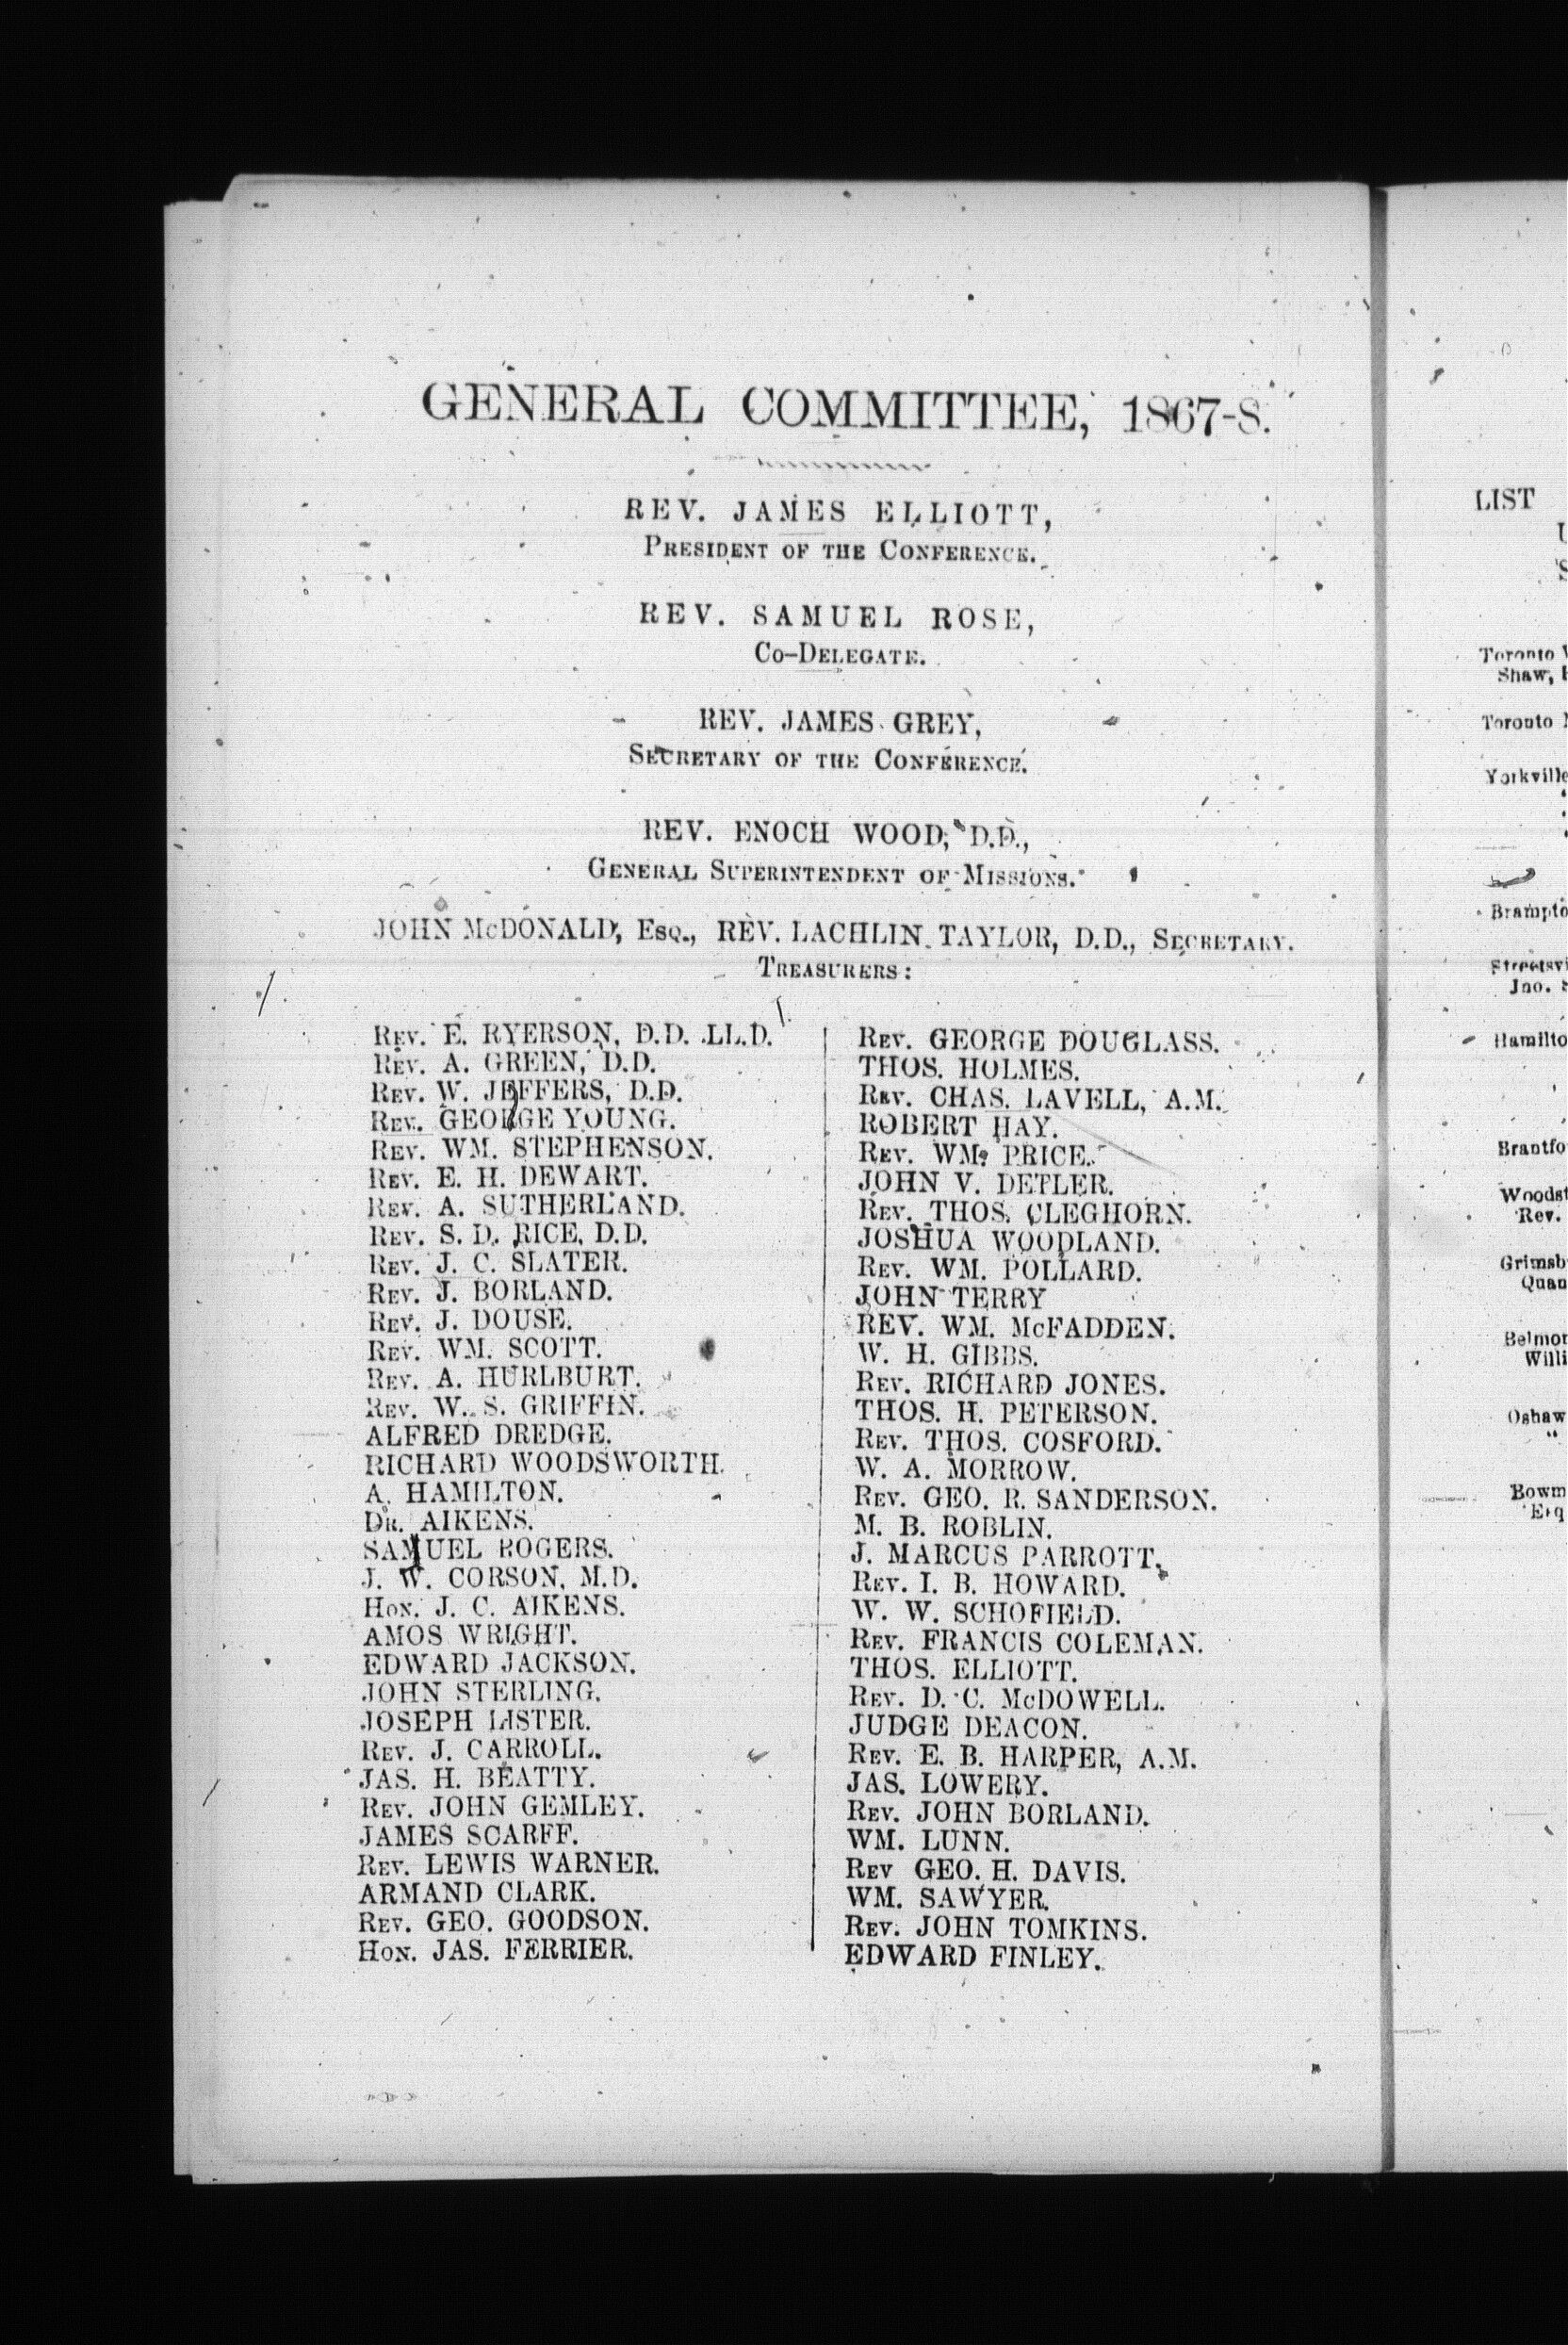 GENERAL COMMITTEE, 1867-8.
REV. JAMES ELLIOTT,
PRESIDENT OF THE CONFERENCE.
REV. SAMUEL ROSE,
CO-DELEGATE.
REV. JAMES GREY,
SECRETARY OF THE CONFERENCE.
REV. ENOCH WOOD, D.D.,
GENERAL SUPERINTENDENT OF MISSIONS.
JOHN McDONALD, ESQ., REV. LACHLIN TAYLOR, D.D., SECRETARY.
TREASURERS:
REV. E. RYERSON, D.D. LL.D.
REV. A. GREEN, D.D.
REV. W. JEFFERS, D.D.
REV. GEORGE YOUNG.
REV. WM. STEPHENSON.
REV. E. H. DEWART.
REV. A. SUTHERLAND.
REV. S. D. RICE, D.D.
REV. J. C. SLATER.
REV. J. BORLAND.
REV. J. DOUSE.
REV. WM. SCOTT.
REV. A. HURLBURT.
REV. W. S. GRIFFIN.
ALFRED DREDGE.
RICHARD WOODSWORTH.
A. HAMILTON.
DR. AIKENS.
SAMUEL ROGERS.
J. W. CORSON, M.D.
HON. J. C. AIKENS.
AMOS WRIGHT.
EDWARD JACKSON.
JOHN STERLING.
JOSEPH LISTER.
REV. J. CARROLL.
JAS. H. BEATTY.
REV. JOHN GEMLEY.
JAMES SCARFF.
REV. LEWIS WARNER.
ARMAND CLARK.
REV. GEO. GOODSON.
HON. JAS. FERRIER.
REV. GEORGE DOUGLASS.
THOS. HOLMES.
REV. CHAS. LAVELL, A.M.
ROBERT HAY.
REV. WM. PRICE.
JOHN V. DETLER.
REV. THOS. CLEGHORN.
JOSHUA WOODLAND.
REV. WM. POLLARD.
JOHN TERRY
REV. WM. McFADDEN.
W. H. GIBBS.
REV. RICHARD JONES.
THOS. H. PETERSON.
REV. THOS. COSFORD.
W. A. MORROW.
REV. GEO. R. SANDERSON.
M. B. ROBLIN.
J. MARCUS PARROTT.
REV. I. B. HOWARD.
W. W. SCHOFIELD.
REV. FRANCIS COLEMAN.
THOS. ELLIOTT.
REV. D. C. McDOWELL.
JUDGE DEACON.
REV. E. B. HARPER, A.M.
JAS. LOWERY.
REV. JOHN BORLAND.
WM. LUNN.
REV GEO. H. DAVIS.
WM. SAWYER.
REV. JOHN TOMKINS.
EDWARD FINLEY.
LIST
Toronto
Shaw,
Toronto
Yorkville
Brampto
Streetsvi
Jno.
Hamilto
Brantfo
Woodst
Rev.
Grimsb
Quan
Belmon
Willi
Oshaw
"
Bowm
Esq